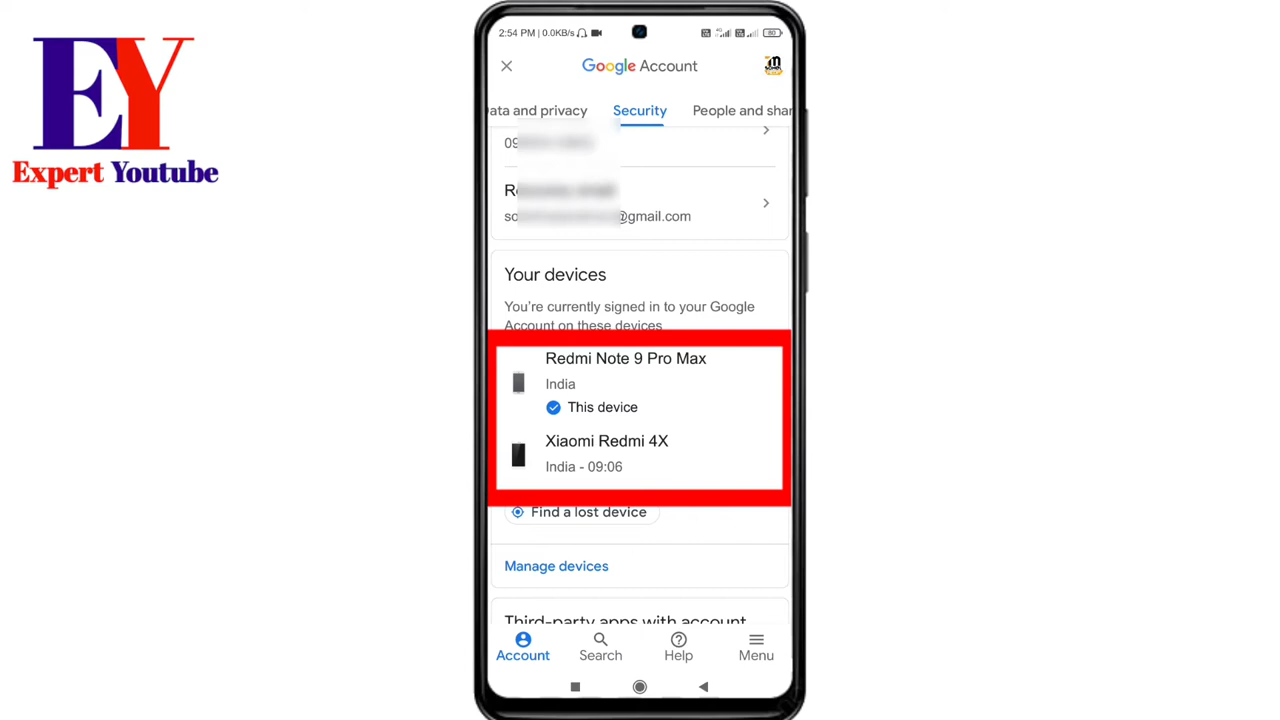 EY
Expert Youtube
2:54 PM | 0.0KB/s
80
Google Account
ata and privacy Security People and shar
09
so @gmail.com
Your devices
You're currently signed in to your Google
Account on these devices
Redmi Note 9 Pro Max
India
This device
Xiaomi Redmi 4X
India - 09:06
Find a lost device
Manage devices
Third-party apps with account
Account Search Help Menu